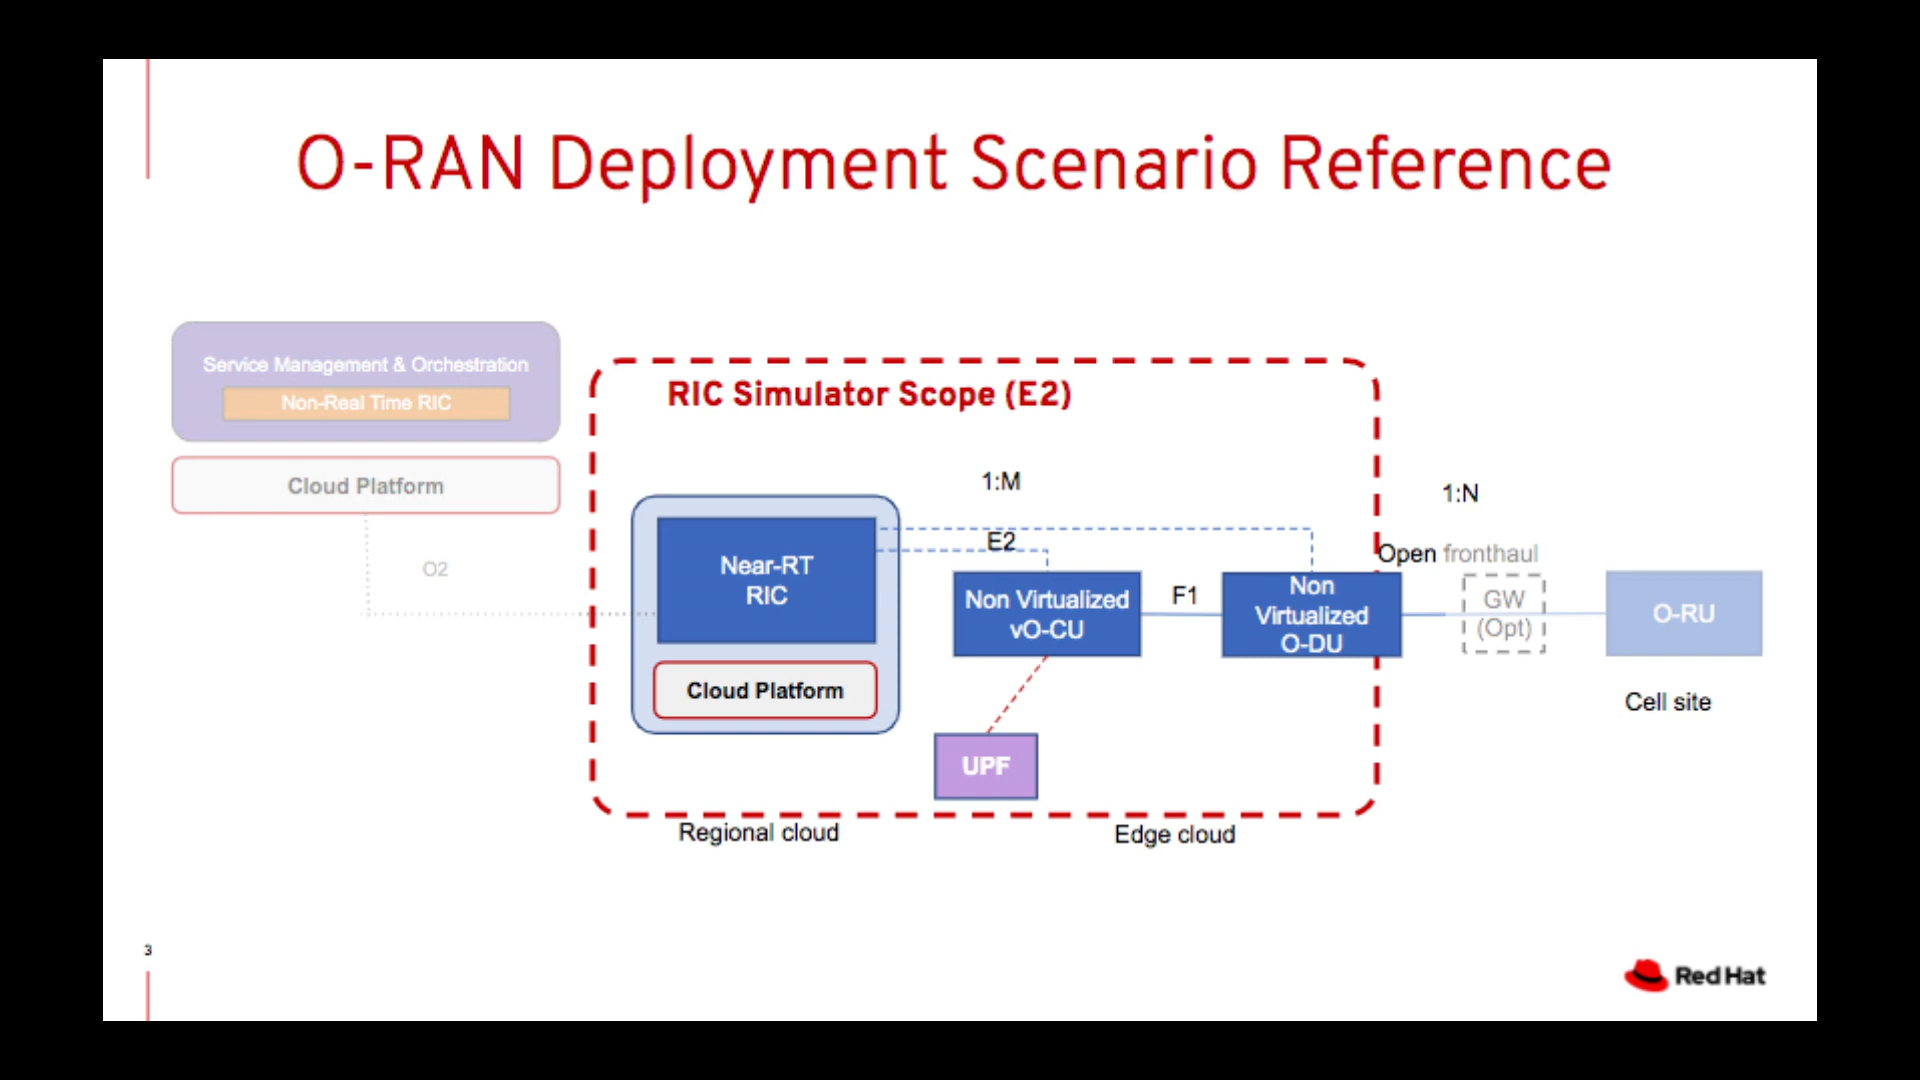 O-RAN Deployment Scenario Reference
Service Management & Orchestration
Non-Real Time RIC
Cloud Platform
O2
RIC Simulator Scope (E2)
1:M
1:N
E2
Near-RT
RIC
Cloud Platform
Non Virtualized
vO-CU
F1
Non
Virtualized
O-DU
Open fronthaul
GW
(Opt)
O-RU
Cell site
UPF
Regional cloud
Edge cloud
3
Red Hat